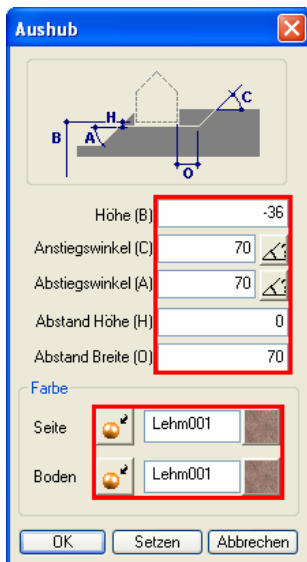 Aushub
H
C
B
A
O
Höhe (B) -36
Anstiegswinkel (C) 70
Abstiegswinkel (A) 70
Abstand Höhe (H) 0
Abstand Breite (O) 70
Farbe
Seite Lehm001
Boden Lehm001
OK Setzen Abbrechen